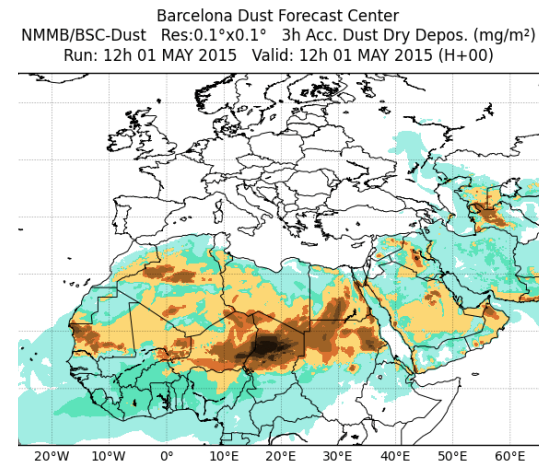 Barcelona Dust Forecast Center
NMMB/BSC-Dust   Res:0.1°x0.1°   3h Acc. Dust Dry Depos. (mg/m²)
Run: 12h 01 MAY 2015   Valid: 12h 01 MAY 2015 (H+00)
20°W 10°W 0° 10°E 20°E 30°E 40°E 50°E 60°E